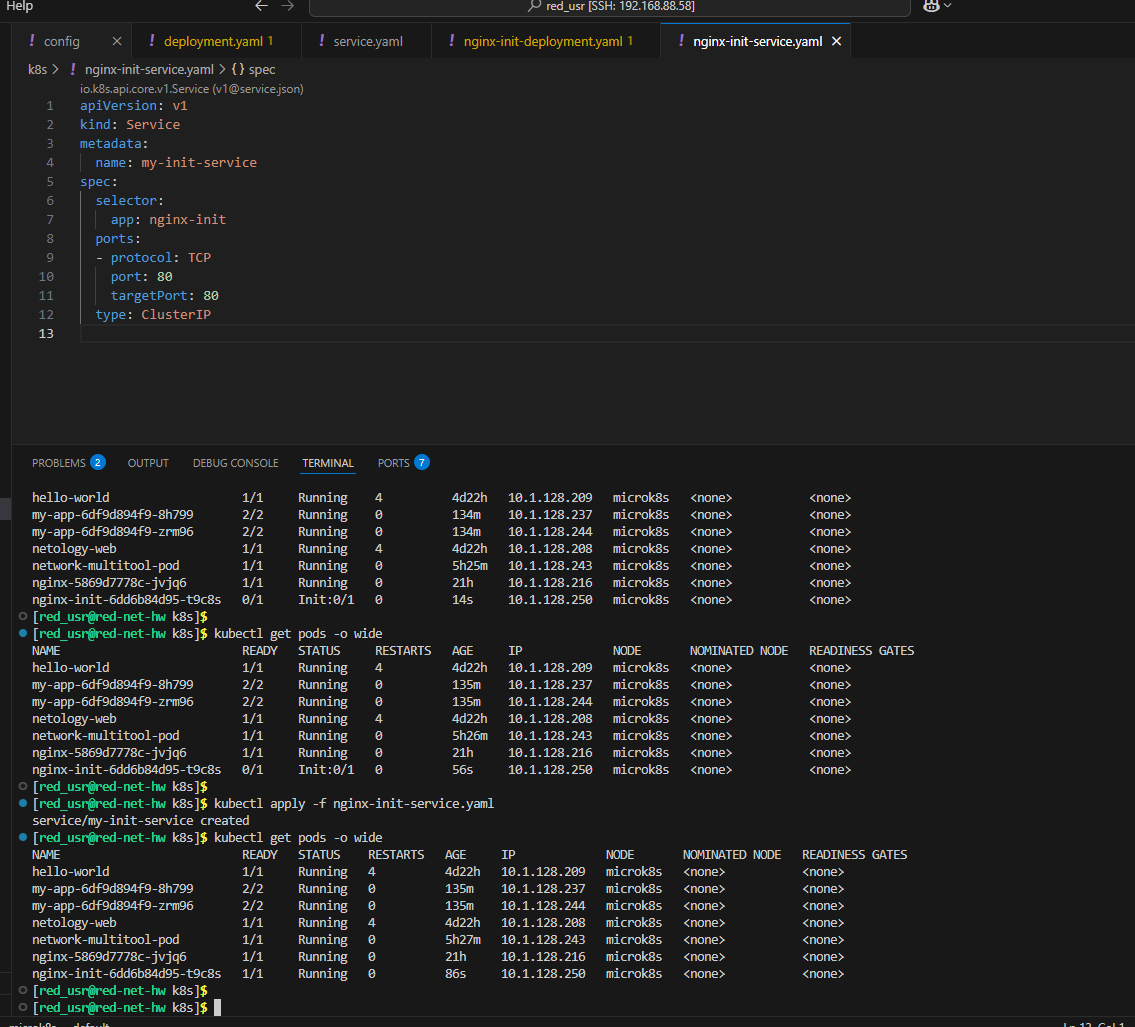 Help
red_usr [SSH: 192.168.88.58]
! config × ! deployment.yaml 1 ! service.yaml ! nginx-init-deployment.yaml 1 ! nginx-init-service.yaml ×
k8s > ! nginx-init-service.yaml > {} spec
io.k8s.api.core.v1.Service (v1@service.json)
1 apiVersion: v1
2 kind: Service
3 metadata:
4   name: my-init-service
5 spec:
6   selector:
7     app: nginx-init
8   ports:
9   - protocol: TCP
10     port: 80
11     targetPort: 80
12   type: ClusterIP
13
PROBLEMS 2 OUTPUT DEBUG CONSOLE TERMINAL PORTS 7
hello-world 1/1 Running 4 4d22h 10.1.128.209 microk8s <none> <none>
my-app-6df9d894f9-8h799 2/2 Running 0 134m 10.1.128.237 microk8s <none> <none>
my-app-6df9d894f9-zrm96 2/2 Running 0 134m 10.1.128.244 microk8s <none> <none>
netology-web 1/1 Running 4 4d22h 10.1.128.208 microk8s <none> <none>
network-multitool-pod 1/1 Running 0 5h25m 10.1.128.243 microk8s <none> <none>
nginx-5869d7778c-jvjq6 1/1 Running 0 21h 10.1.128.216 microk8s <none> <none>
nginx-init-6dd6b84d95-t9c8s 0/1 Init:0/1 0 14s 10.1.128.250 microk8s <none> <none>
[red_usr@red-net-hw k8s]$
[red_usr@red-net-hw k8s]$ kubectl get pods -o wide
NAME READY STATUS RESTARTS AGE IP NODE NOMINATED NODE READINESS GATES
hello-world 1/1 Running 4 4d22h 10.1.128.209 microk8s <none> <none>
my-app-6df9d894f9-8h799 2/2 Running 0 135m 10.1.128.237 microk8s <none> <none>
my-app-6df9d894f9-zrm96 2/2 Running 0 135m 10.1.128.244 microk8s <none> <none>
netology-web 1/1 Running 4 4d22h 10.1.128.208 microk8s <none> <none>
network-multitool-pod 1/1 Running 0 5h26m 10.1.128.243 microk8s <none> <none>
nginx-5869d7778c-jvjq6 1/1 Running 0 21h 10.1.128.216 microk8s <none> <none>
nginx-init-6dd6b84d95-t9c8s 0/1 Init:0/1 0 56s 10.1.128.250 microk8s <none> <none>
[red_usr@red-net-hw k8s]$
[red_usr@red-net-hw k8s]$ kubectl apply -f nginx-init-service.yaml
service/my-init-service created
[red_usr@red-net-hw k8s]$ kubectl get pods -o wide
NAME READY STATUS RESTARTS AGE IP NODE NOMINATED NODE READINESS GATES
hello-world 1/1 Running 4 4d22h 10.1.128.209 microk8s <none> <none>
my-app-6df9d894f9-8h799 2/2 Running 0 135m 10.1.128.237 microk8s <none> <none>
my-app-6df9d894f9-zrm96 2/2 Running 0 135m 10.1.128.244 microk8s <none> <none>
netology-web 1/1 Running 4 4d22h 10.1.128.208 microk8s <none> <none>
network-multitool-pod 1/1 Running 0 5h27m 10.1.128.243 microk8s <none> <none>
nginx-5869d7778c-jvjq6 1/1 Running 0 21h 10.1.128.216 microk8s <none> <none>
nginx-init-6dd6b84d95-t9c8s 1/1 Running 0 86s 10.1.128.250 microk8s <none> <none>
[red_usr@red-net-hw k8s]$
[red_usr@red-net-hw k8s]$